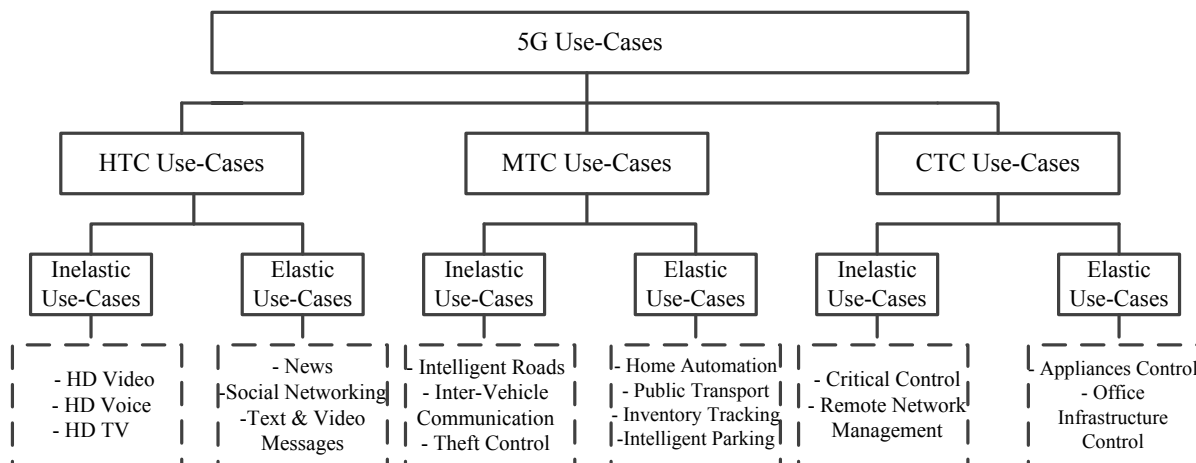 5G Use-Cases
HTC Use-Cases
MTC Use-Cases
CTC Use-Cases
Inelastic
Use-Cases
Elastic
Use-Cases
Inelastic
Use-Cases
Elastic
Use-Cases
Inelastic
Use-Cases
Elastic
Use-Cases
- HD Video
- HD Voice
- HD TV
- News
-Social Networking
-Text & Video
Messages
- Intelligent Roads
- Inter-Vehicle
Communication
- Theft Control
- Home Automation
- Public Transport
- Inventory Tracking
-Intelligent Parking
- Critical Control
- Remote Network
Management
- Appliances Control
- Office
Infrastructure
Control